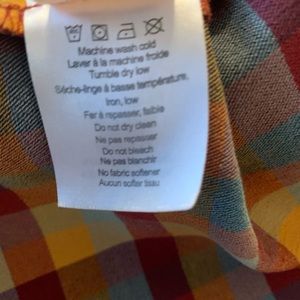 Machine wash cold
Laver à la machine froide
Tumble dry low
Séche-linge à basse température,
Iron, low
Fer à repasser, faible
Do not dry clean
Ne pas repasser
Do not bleach
Ne pas blanchir
No fabric softener
Aucun softer tissu